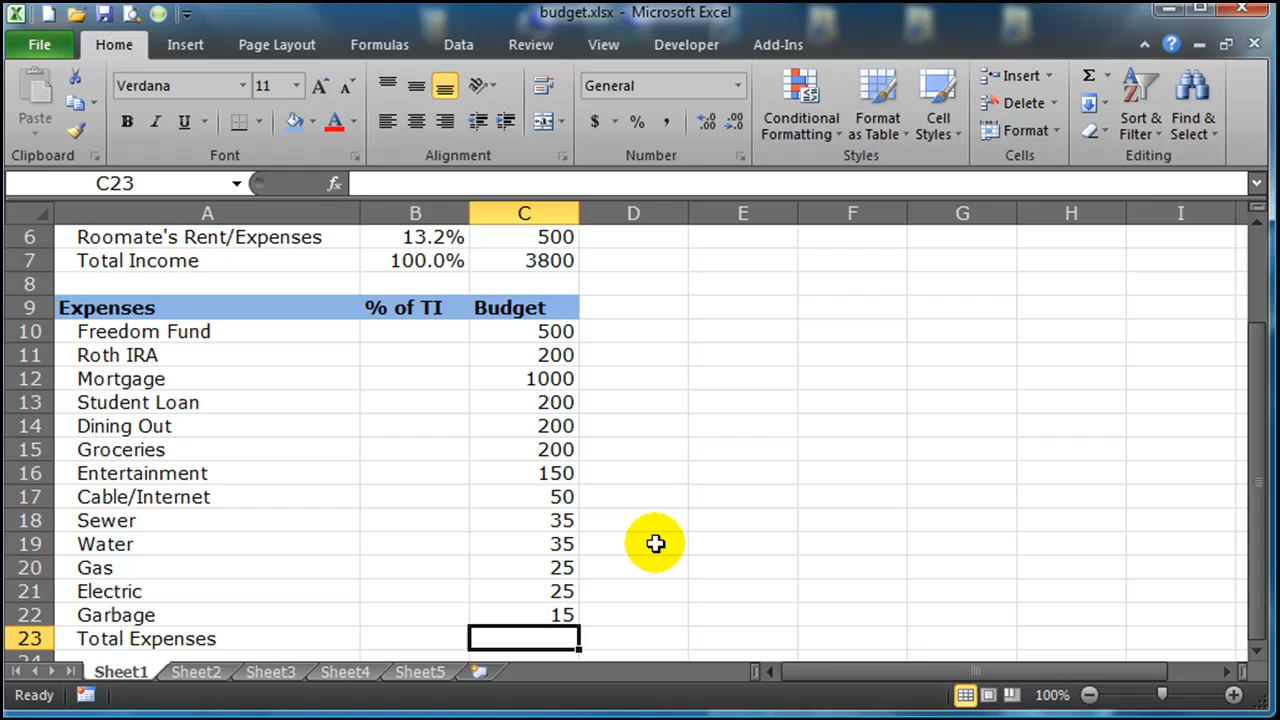 budget.xlsx - Microsoft Excel
File Home Insert Page Layout Formulas Data Review View Developer Add-Ins
Paste
Clipboard
Verdana 11
B I U A
Font
Alignment
General
$ % ,
Number
Conditional Formatting
Format as Table
Cell Styles
Styles
Insert
Delete
Format
Cells
Σ
Sort & Filter
Find & Select
Editing
C23 fx
A B C D E F G H I
6 Roomate's Rent/Expenses 13.2% 500
7 Total Income 100.0% 3800
8
9 Expenses % of TI Budget
10 Freedom Fund 500
11 Roth IRA 200
12 Mortgage 1000
13 Student Loan 200
14 Dining Out 200
15 Groceries 200
16 Entertainment 150
17 Cable/Internet 50
18 Sewer 35
19 Water 35
20 Gas 25
21 Electric 25
22 Garbage 15
23 Total Expenses
24
Sheet1 Sheet2 Sheet3 Sheet4 Sheet5
Ready 100%